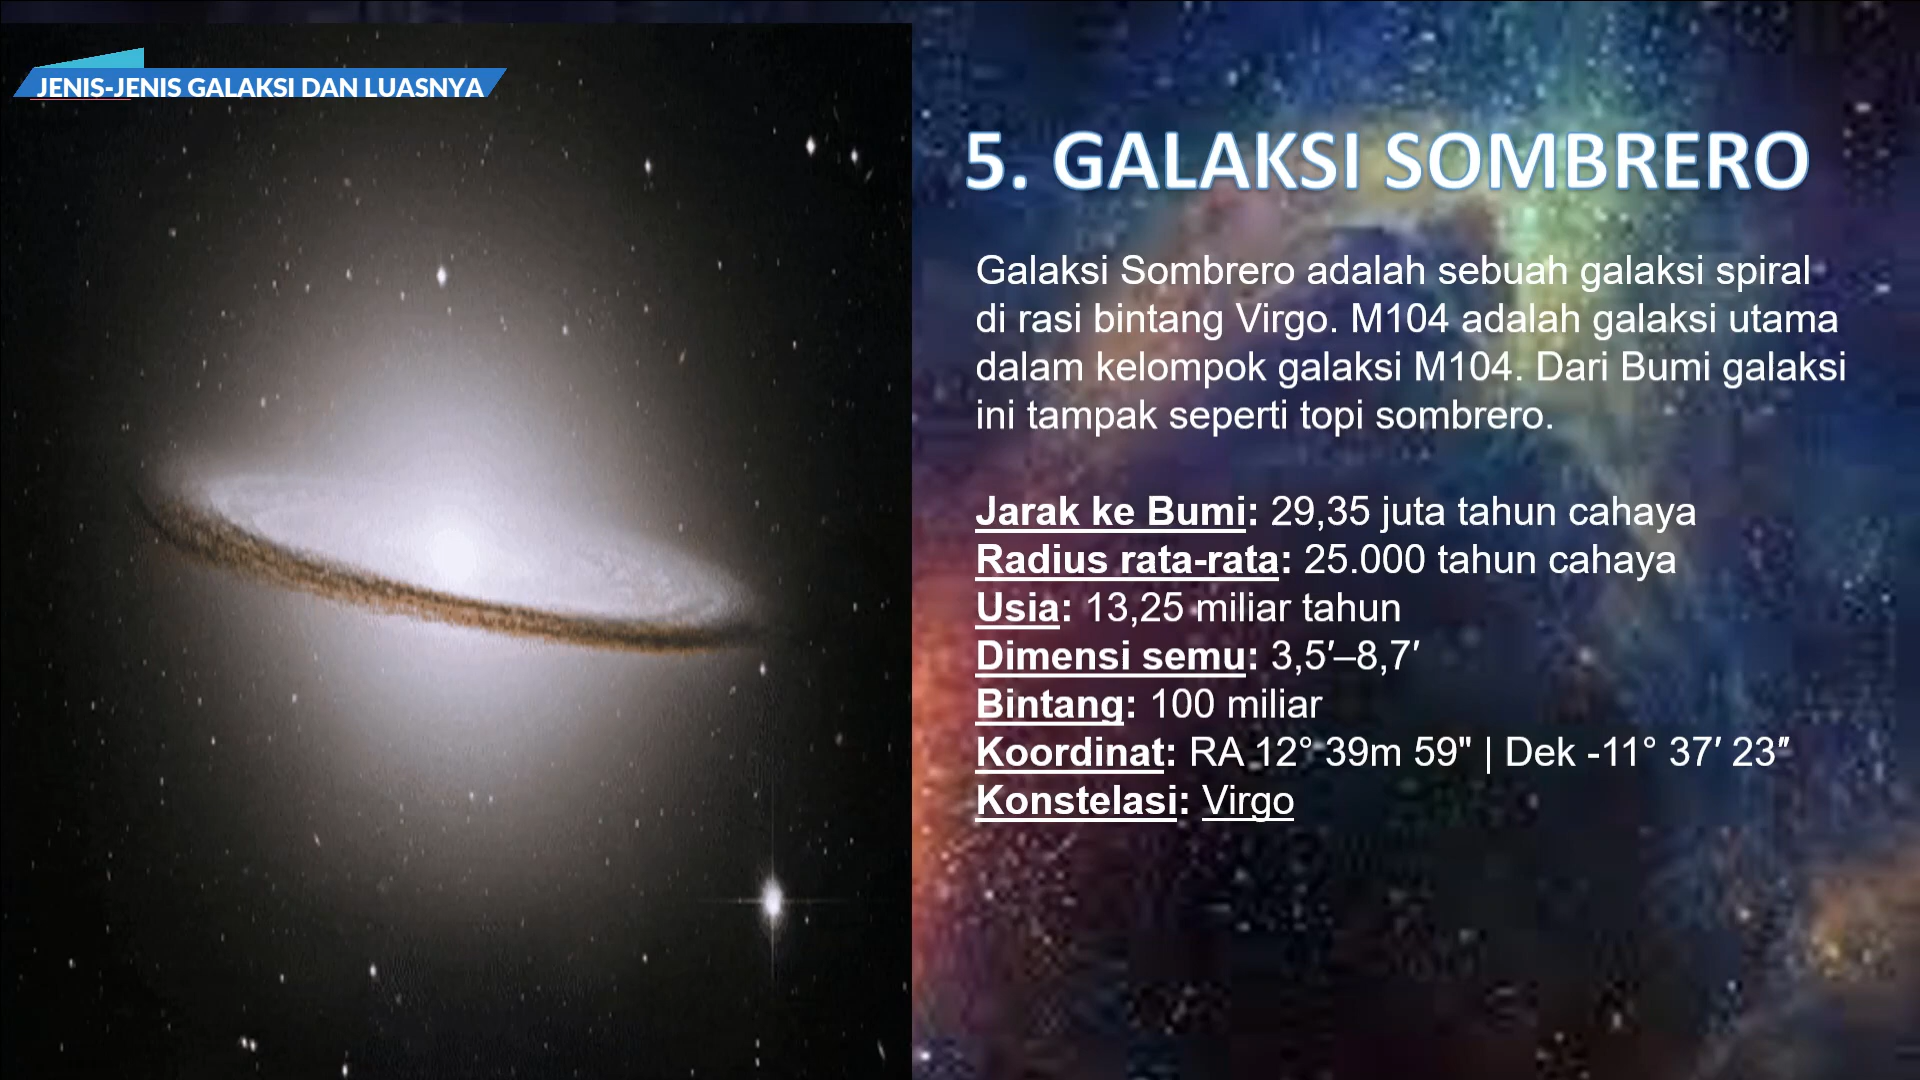 JENIS-JENIS GALAKSI DAN LUASNYA
5. GALAKSI SOMBRERO
Galaksi Sombrero adalah sebuah galaksi spiral
di rasi bintang Virgo. M104 adalah galaksi utama
dalam kelompok galaksi M104. Dari Bumi galaksi
ini tampak seperti topi sombrero.
Jarak ke Bumi: 29,35 juta tahun cahaya
Radius rata-rata: 25.000 tahun cahaya
Usia: 13,25 miliar tahun
Dimensi semu: 3,5′–8,7′
Bintang: 100 miliar
Koordinat: RA 12° 39m 59" | Dek -11° 37′ 23″
Konstelasi: Virgo